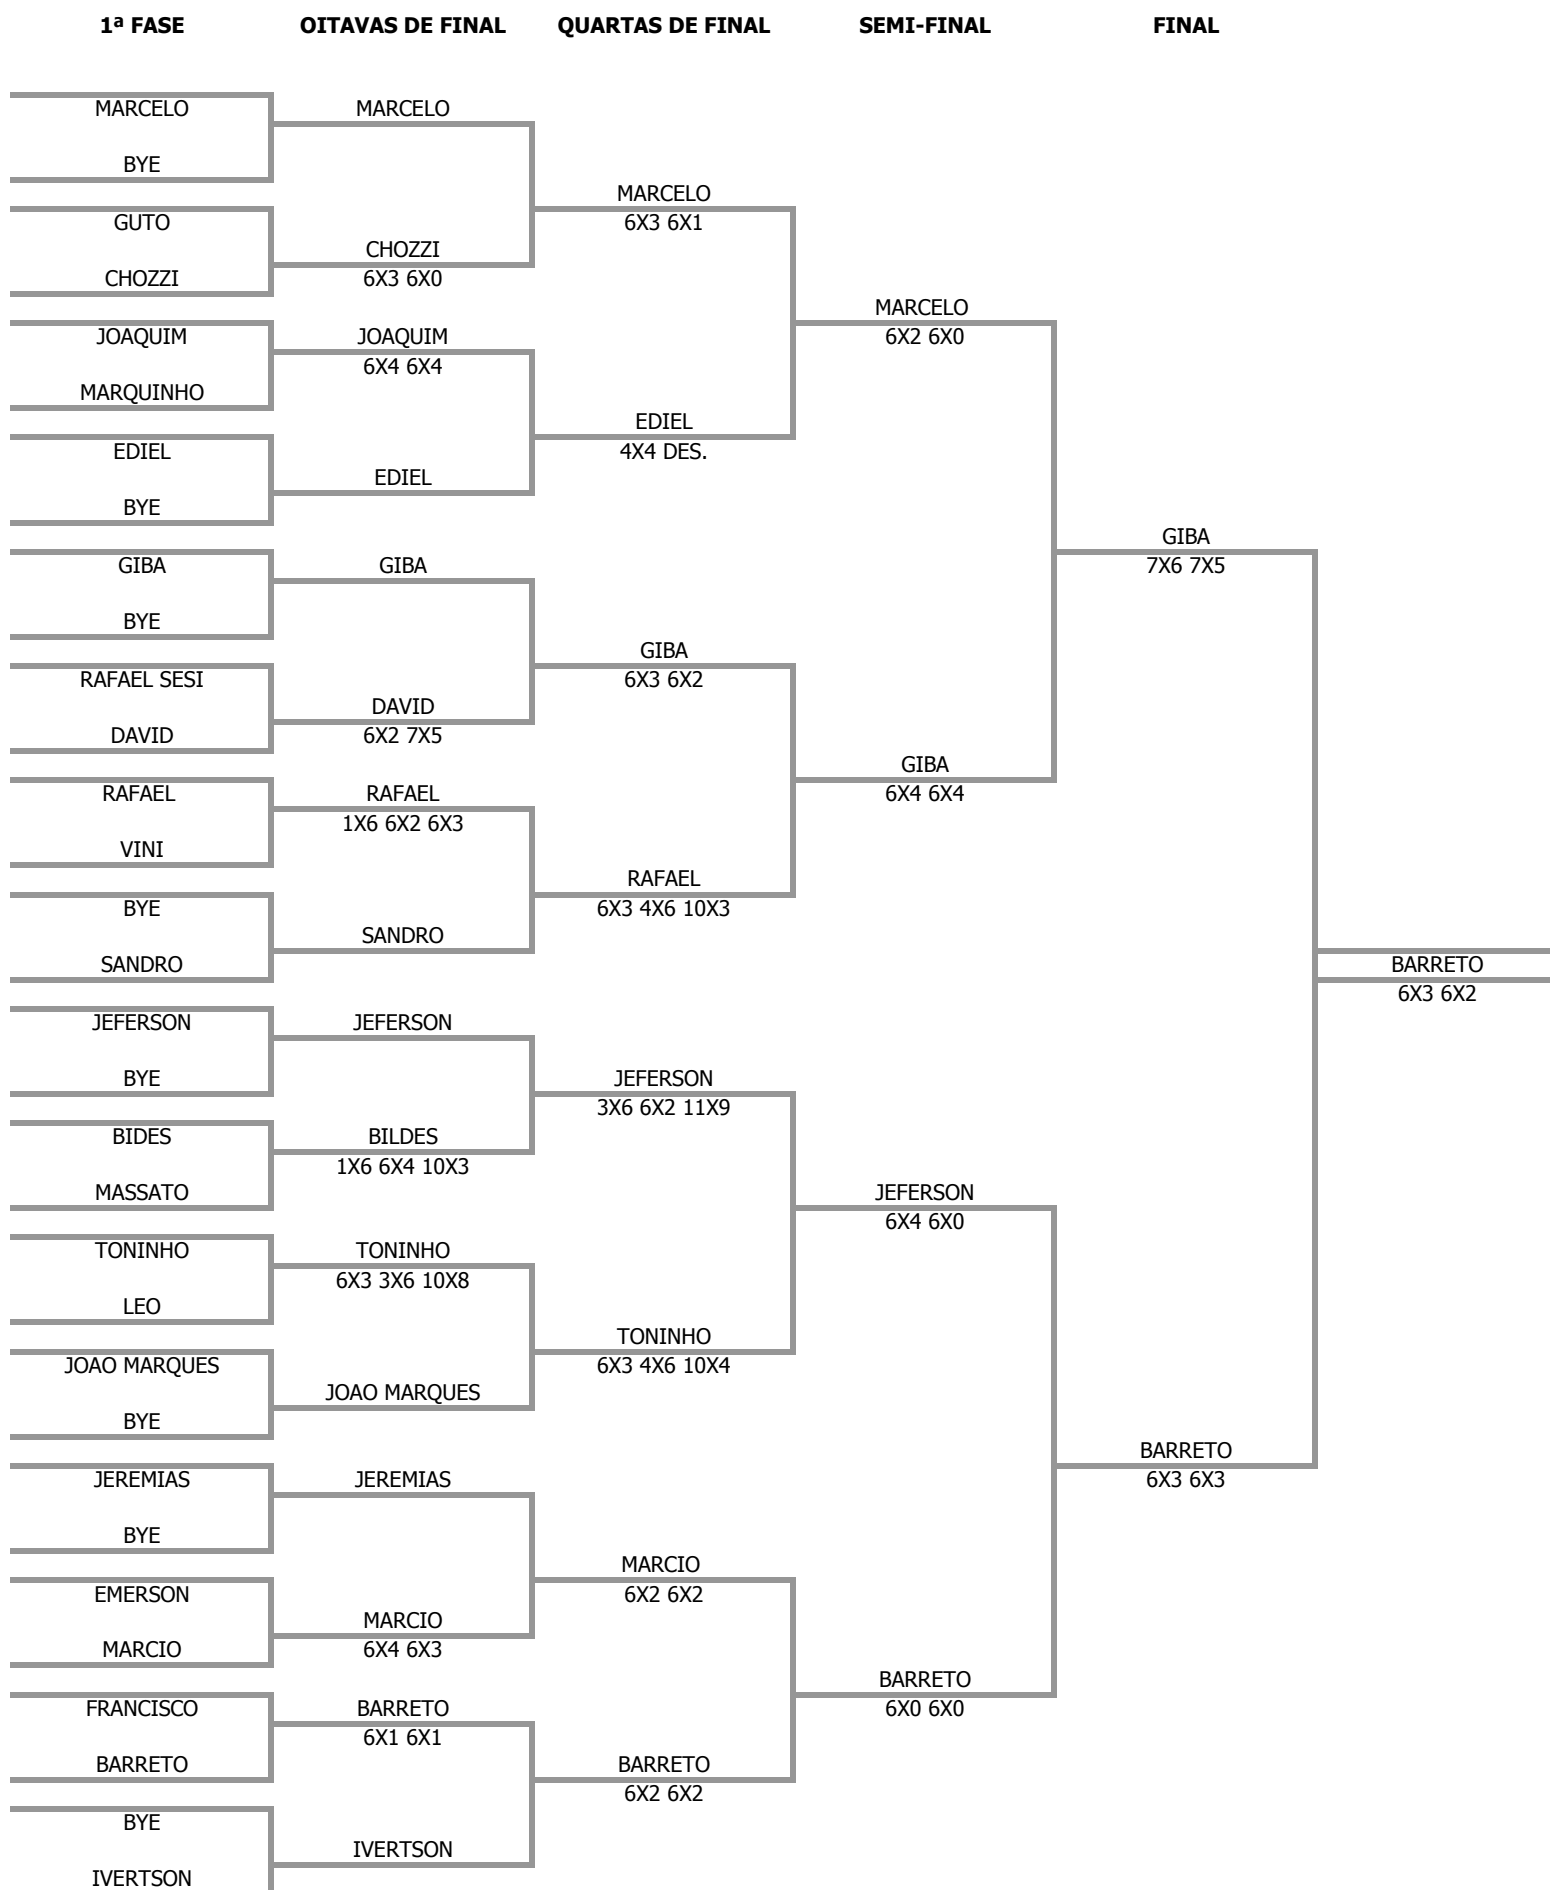 1ª FASE
OITAVAS DE FINAL
QUARTAS DE FINAL
SEMI-FINAL
FINAL
MARCELO
BYE
GUTO
CHOZZI
JOAQUIM
MARQUINHO
EDIEL
BYE
GIBA
BYE
RAFAEL SESI
DAVID
RAFAEL
VINI
BYE
SANDRO
JEFERSON
BYE
BIDES
MASSATO
TONINHO
LEO
JOAO MARQUES
BYE
JEREMIAS
BYE
EMERSON
MARCIO
FRANCISCO
BARRETO
BYE
IVERTSON
MARCELO
CHOZZI
6X3 6X0
JOAQUIM
6X4 6X4
EDIEL
GIBA
DAVID
6X2 7X5
RAFAEL
1X6 6X2 6X3
SANDRO
JEFERSON
BILDES
1X6 6X4 10X3
TONINHO
6X3 3X6 10X8
JOAO MARQUES
JEREMIAS
MARCIO
6X4 6X3
BARRETO
6X1 6X1
IVERTSON
MARCELO
6X3 6X1
EDIEL
4X4 DES.
GIBA
6X3 6X2
RAFAEL
6X3 4X6 10X3
JEFERSON
3X6 6X2 11X9
TONINHO
6X3 4X6 10X4
MARCIO
6X2 6X2
BARRETO
6X2 6X2
MARCELO
6X2 6X0
GIBA
6X4 6X4
JEFERSON
6X4 6X0
BARRETO
6X0 6X0
GIBA
7X6 7X5
BARRETO
6X3 6X3
BARRETO
6X3 6X2